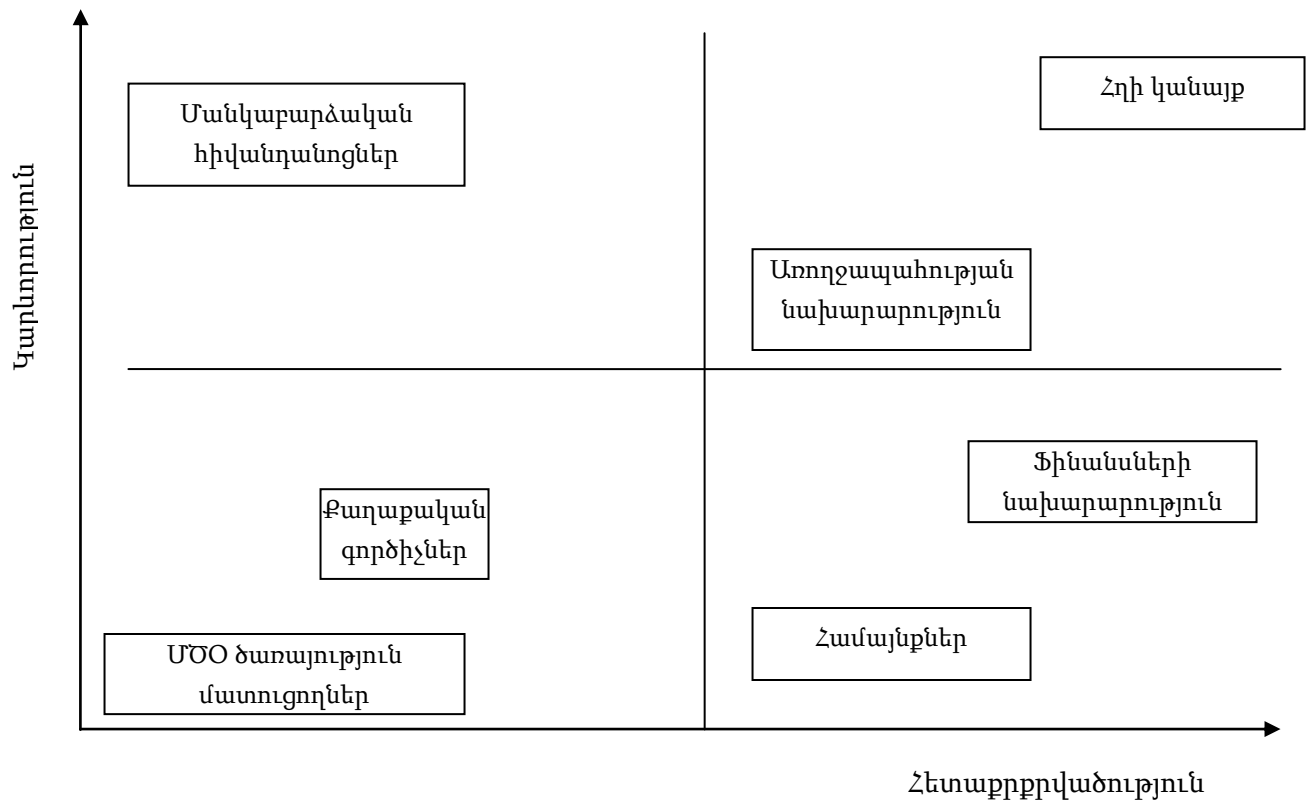 Կարևորություն
Մանկաբարձական
հիվանդանոցներ
Հղի կանայք
Առողջապահության
նախարարություն
Ֆինանսների
նախարարություն
Քաղաքական
գործիչներ
Համայնքներ
ՄԾՕ ծառայություն
մատուցողներ
Հետաքրքրվածություն